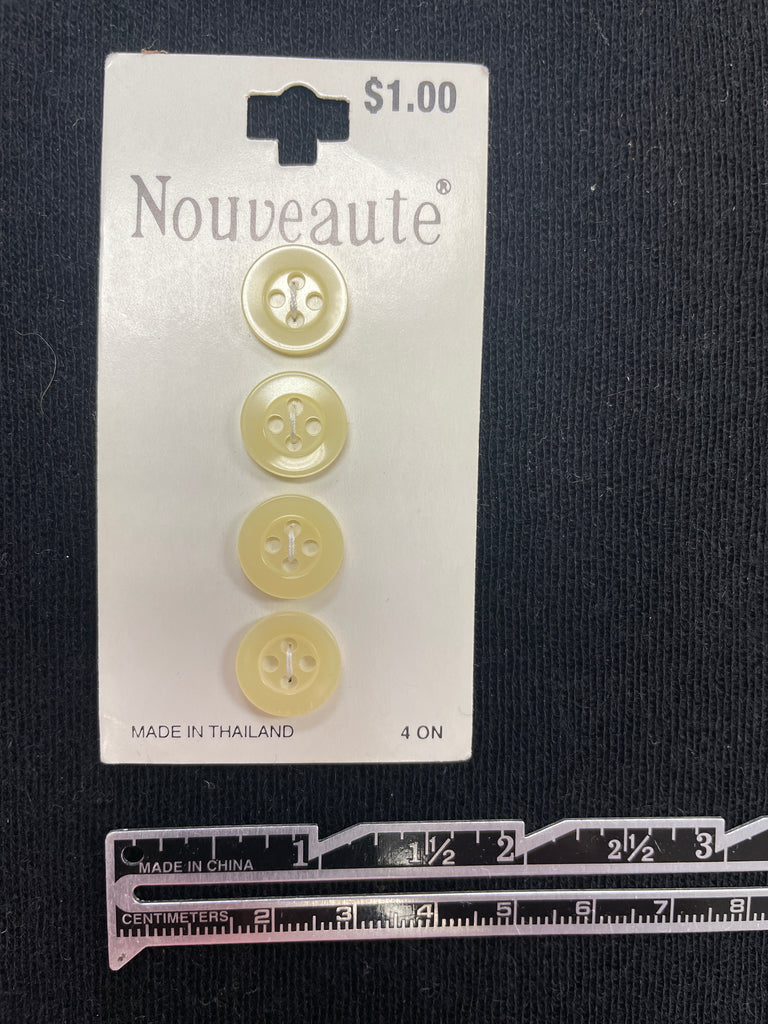 $1.00
Nouveaute®
MADE IN THAILAND
4 ON
1 1½ 2 2½ 3
MADE IN CHINA
CENTIMETERS 2 3 4 5 6 7 8